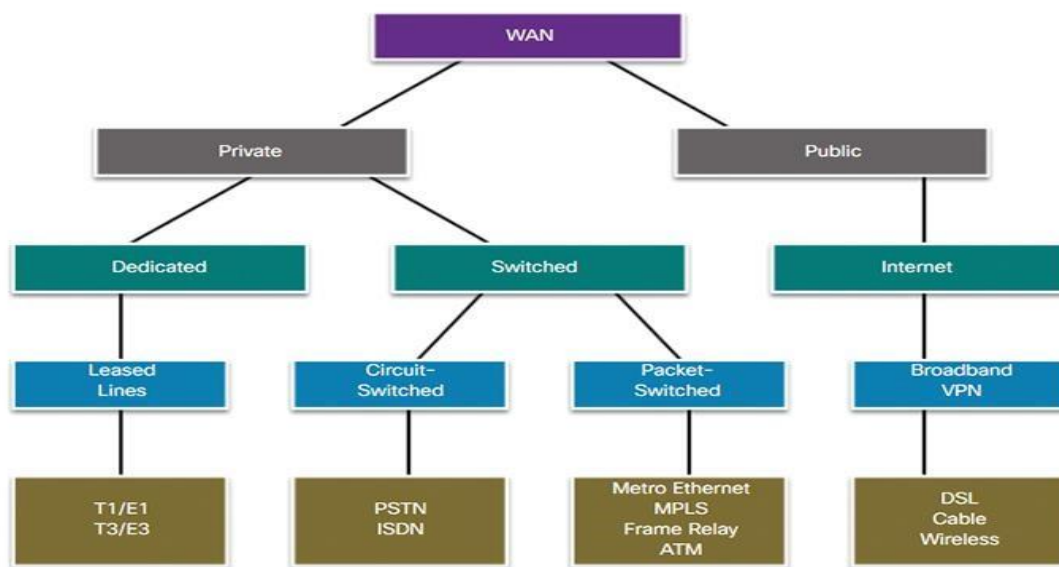 WAN
Private
Public
Dedicated
Switched
Internet
Leased
Lines
Circuit-
Switched
Packet-
Switched
Broadband
VPN
T1/E1
T3/E3
PSTN
ISDN
Metro Ethernet
MPLS
Frame Relay
ATM
DSL
Cable
Wireless